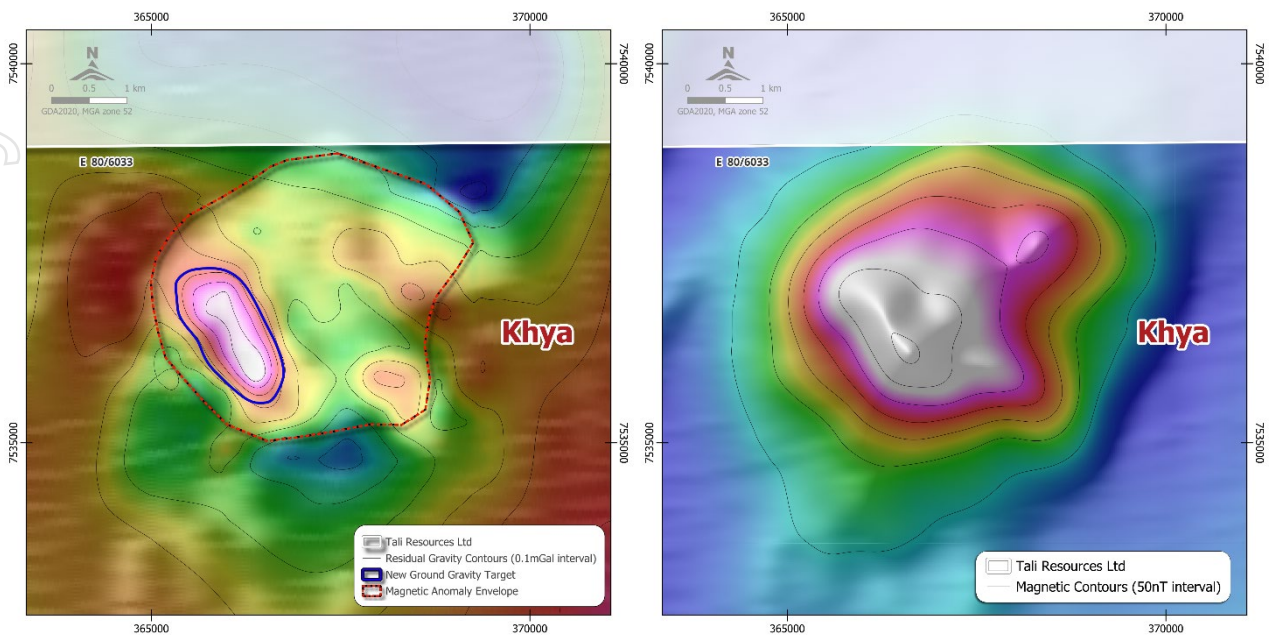 365000
370000
7540000
7540000
N
0 0.5 1 km
GDA2020, MGA zone 52
E 80/6033
Khya
7535000
7535000
Tali Resources Ltd
Residual Gravity Contours (0.1mGal interval)
New Ground Gravity Target
Magnetic Anomaly Envelope
365000
370000
365000
370000
7540000
7540000
N
0 0.5 1 km
GDA2020, MGA zone 52
E 80/6033
Khya
7535000
7535000
Tali Resources Ltd
Magnetic Contours (50nT interval)
365000
370000